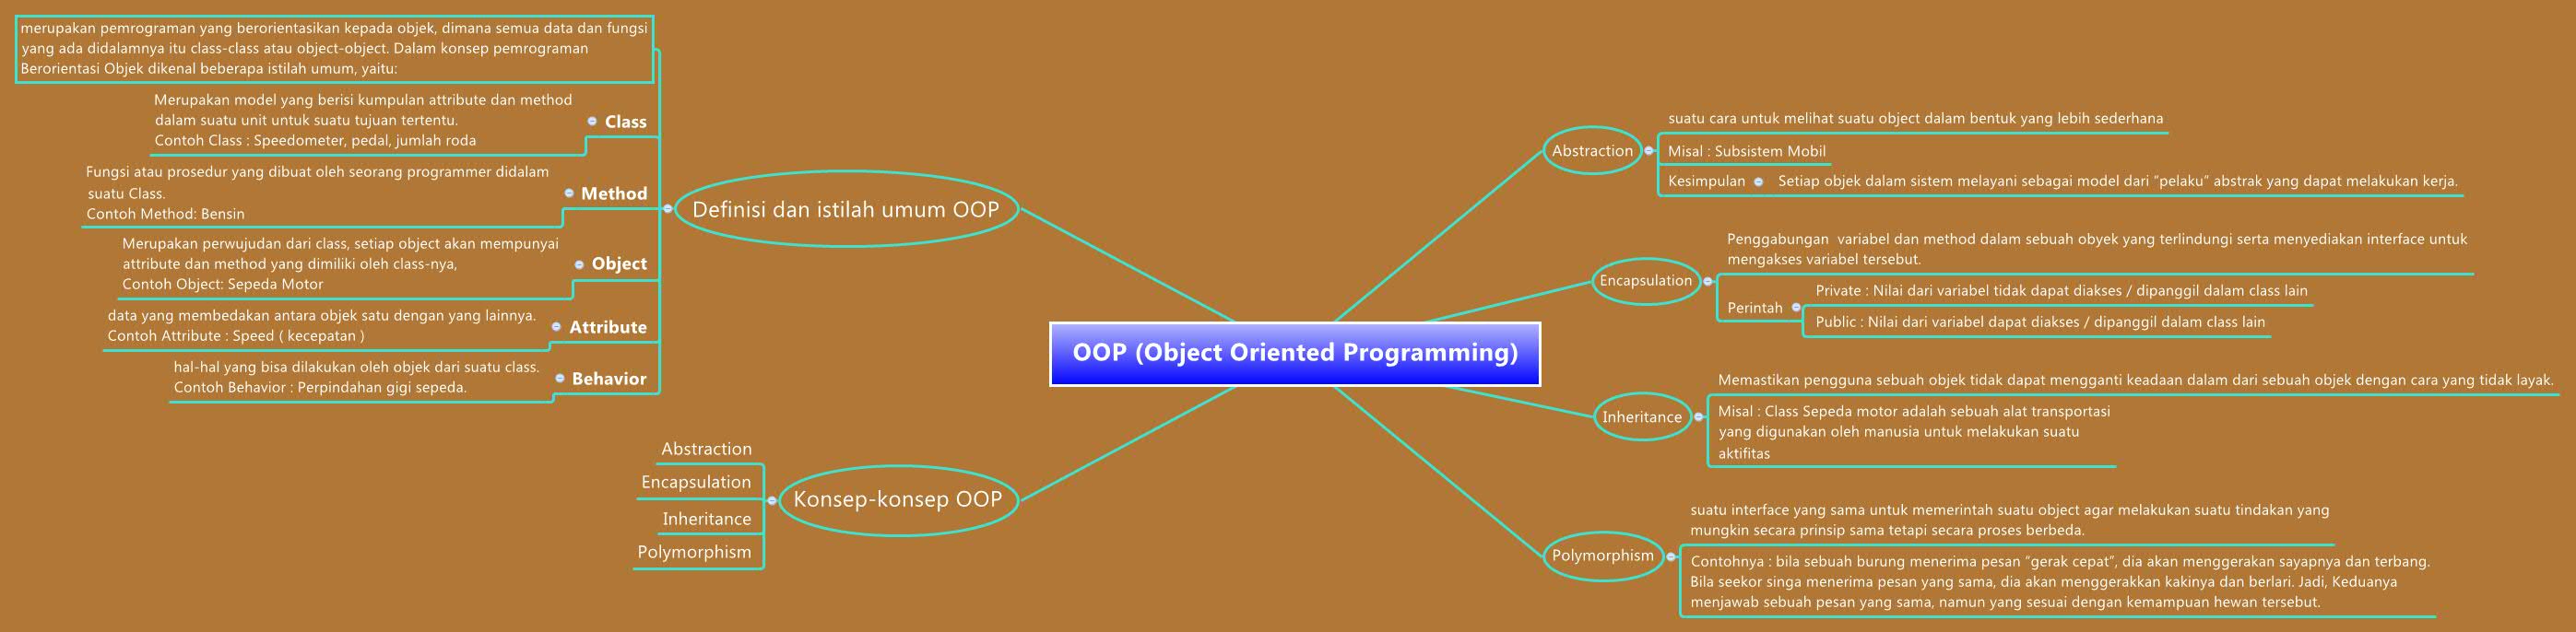 merupakan pemrograman yang berorientasikan kepada objek, dimana semua data dan fungsi
yang ada didalamnya itu class-class atau object-object. Dalam konsep pemrograman
Berorientasi Objek dikenal beberapa istilah umum, yaitu:
Merupakan model yang berisi kumpulan attribute dan method
dalam suatu unit untuk suatu tujuan tertentu.
Contoh Class : Speedometer, pedal, jumlah roda
Class
Fungsi atau prosedur yang dibuat oleh seorang programmer didalam
suatu Class.
Contoh Method: Bensin
Method
Merupakan perwujudan dari class, setiap object akan mempunyai
attribute dan method yang dimiliki oleh class-nya,
Contoh Object: Sepeda Motor
Object
data yang membedakan antara objek satu dengan yang lainnya.
Contoh Attribute : Speed ( kecepatan )
Attribute
hal-hal yang bisa dilakukan oleh objek dari suatu class.
Contoh Behavior : Perpindahan gigi sepeda.
Behavior
Definisi dan istilah umum OOP
Abstraction
Encapsulation
Inheritance
Polymorphism
Konsep-konsep OOP
OOP (Object Oriented Programming)
Abstraction
suatu cara untuk melihat suatu object dalam bentuk yang lebih sederhana
Misal : Subsistem Mobil
Kesimpulan
Setiap objek dalam sistem melayani sebagai model dari “pelaku” abstrak yang dapat melakukan kerja.
Encapsulation
Penggabungan  variabel dan method dalam sebuah obyek yang terlindungi serta menyediakan interface untuk
mengakses variabel tersebut.
Perintah
Private : Nilai dari variabel tidak dapat diakses / dipanggil dalam class lain
Public : Nilai dari variabel dapat diakses / dipanggil dalam class lain
Inheritance
Memastikan pengguna sebuah objek tidak dapat mengganti keadaan dalam dari sebuah objek dengan cara yang tidak layak.
Misal : Class Sepeda motor adalah sebuah alat transportasi
yang digunakan oleh manusia untuk melakukan suatu
aktifitas
Polymorphism
suatu interface yang sama untuk memerintah suatu object agar melakukan suatu tindakan yang
mungkin secara prinsip sama tetapi secara proses berbeda.
Contohnya : bila sebuah burung menerima pesan “gerak cepat”, dia akan menggerakan sayapnya dan terbang.
Bila seekor singa menerima pesan yang sama, dia akan menggerakkan kakinya dan berlari. Jadi, Keduanya
menjawab sebuah pesan yang sama, namun yang sesuai dengan kemampuan hewan tersebut.